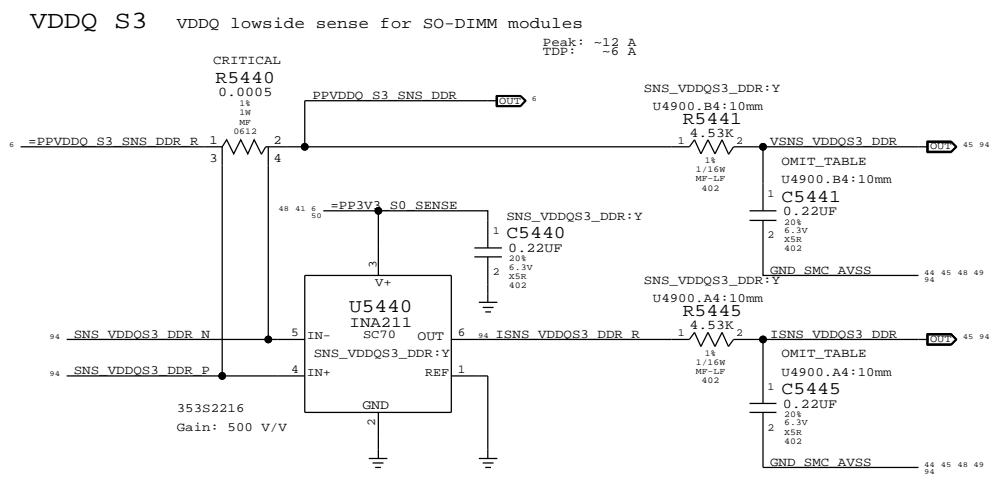 VDDQ S3 VDDQ lowside sense for SO-DIMM modules
Peak: ~12 A
TDP: ~6 A
CRITICAL
R5440
0.0005
1%
1W
MF
0612
6 =PPVDDQ_S3_SNS_DDR_R 1 2
3 4
PPVDDQ_S3_SNS_DDR OUT 6
SNS_VDDQS3_DDR:Y
U4900.B4:10mm
R5441
4.53K
1 2
1%
1/16W
MF-LF
402
VSNS_VDDQS3_DDR OUT 45 94
OMIT_TABLE
U4900.B4:10mm
1 C5441
0.22UF
20%
6.3V
2 X5R
402
GND_SMC_AVSS 44 45 48 49
94
48 41 6 =PP3V3_S0_SENSE
50
SNS_VDDQS3_DDR:Y
1 C5440
0.22UF
20%
6.3V
2 X5R
402
3
V+
U5440
INA211
SC70
94 SNS_VDDQS3_DDR_N 5 IN- OUT 6
SNS_VDDQS3_DDR:Y
94 SNS_VDDQS3_DDR_P 4 IN+ REF 1
GND
2
353S2216
Gain: 500 V/V
94 ISNS_VDDQS3_DDR_R
SNS_VDDQS3_DDR:Y
U4900.A4:10mm
R5445
4.53K
1 2
1%
1/16W
MF-LF
402
ISNS_VDDQS3_DDR OUT 45 94
OMIT_TABLE
U4900.A4:10mm
1 C5445
0.22UF
20%
6.3V
2 X5R
402
GND_SMC_AVSS 44 45 48 49
94